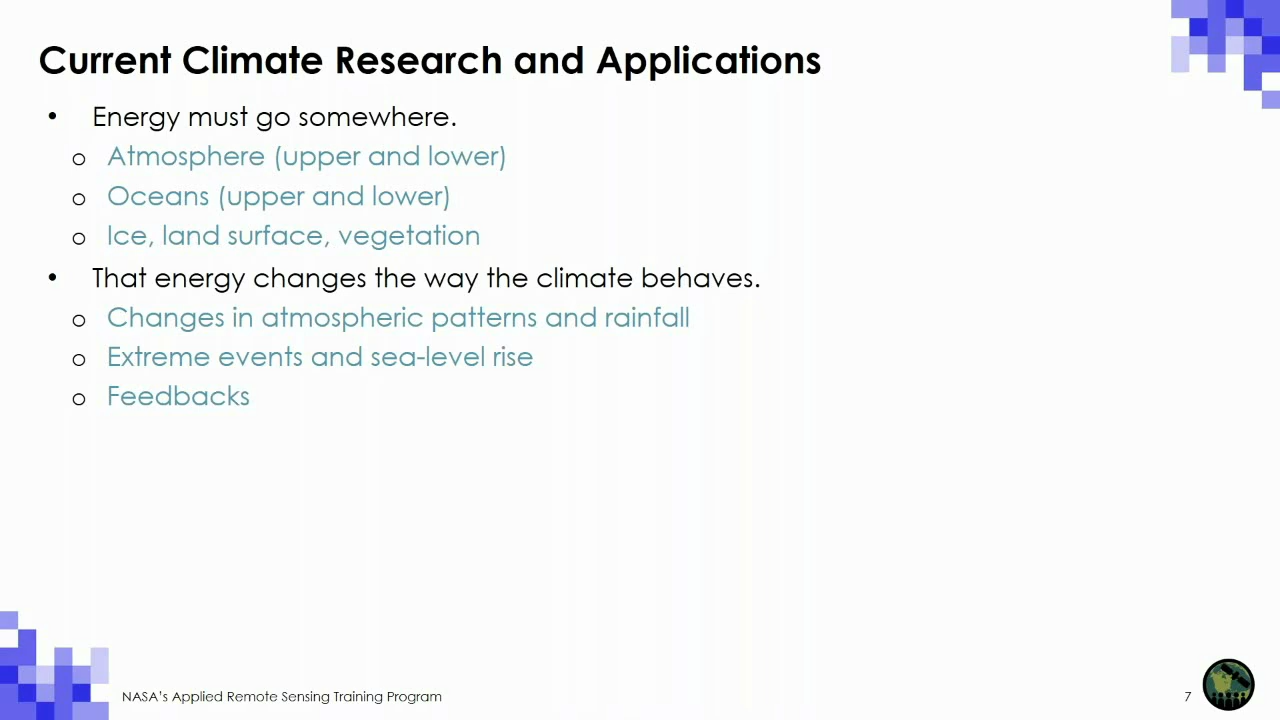 Current Climate Research and Applications
• Energy must go somewhere.
o Atmosphere (upper and lower)
o Oceans (upper and lower)
o Ice, land surface, vegetation
• That energy changes the way the climate behaves.
o Changes in atmospheric patterns and rainfall
o Extreme events and sea-level rise
o Feedbacks
NASA's Applied Remote Sensing Training Program
7